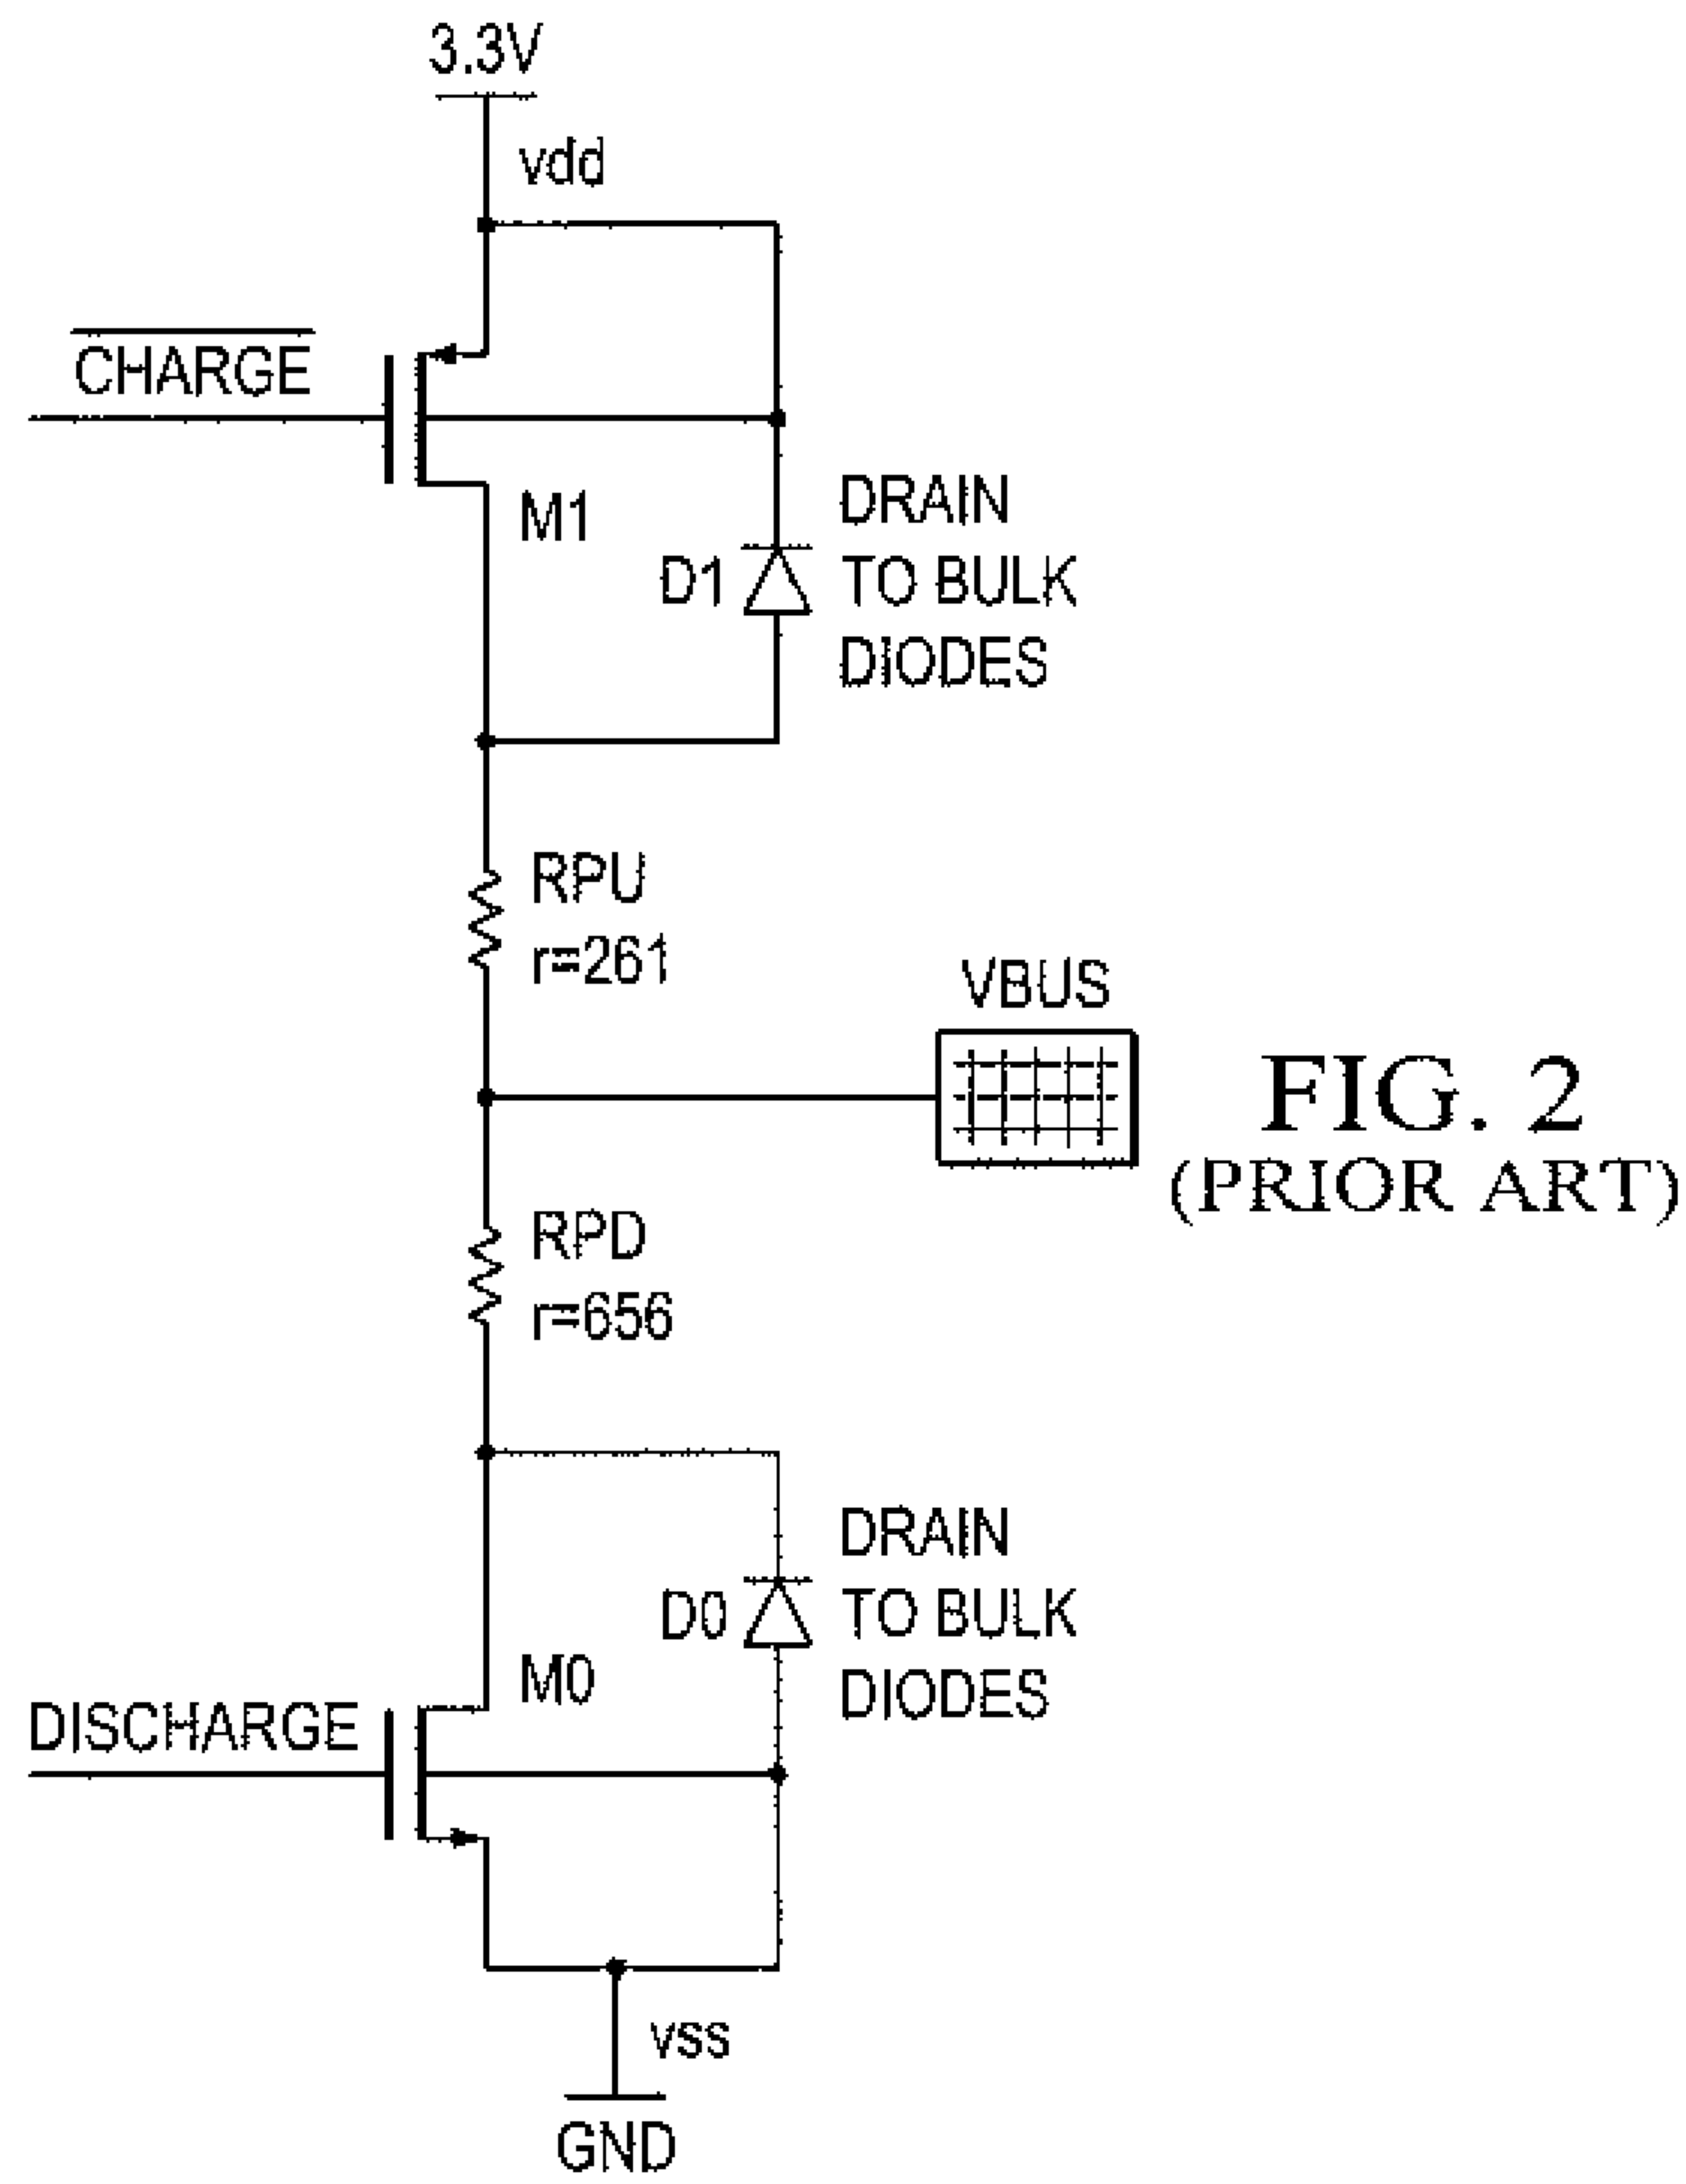 3.3V
vdd
CHARGE
M1
D1
DRAIN
TO BULK
DIODES
RPU
r=261
VBUS
FIG. 2
(PRIOR ART)
RPD
r=656
DRAIN
TO BULK
DIODES
D0
M0
DISCHARGE
vss
GND